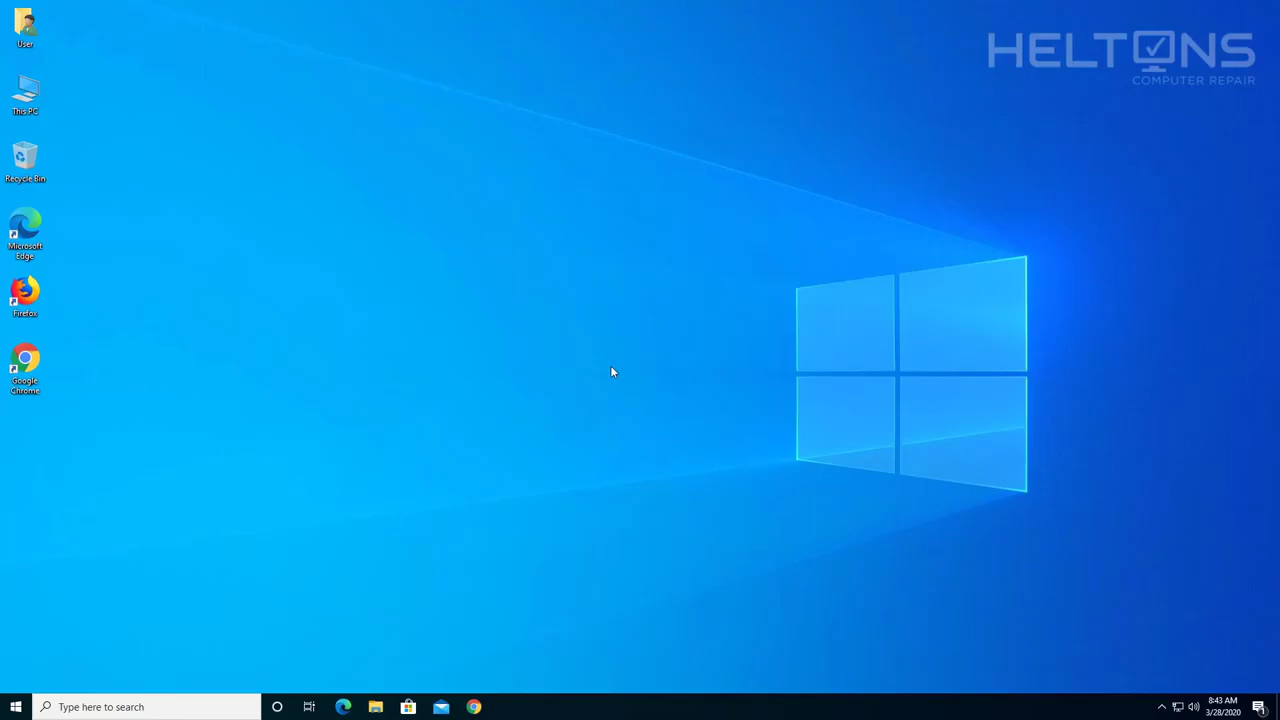 HELTONS
COMPUTER REPAIR
User
This PC
Recycle Bin
Microsoft
Edge
Firefox
Google
Chrome
Type here to search
8:43 AM
3/28/2020
1